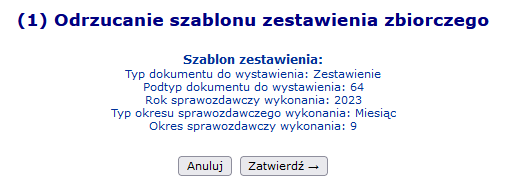 (1) Odrzucanie szablonu zestawienia zbiorczego
Szablon zestawienia:
Typ dokumentu do wystawienia: Zestawienie
Podtyp dokumentu do wystawienia: 64
Rok sprawozdawczy wykonania: 2023
Typ okresu sprawozdawczego wykonania: Miesiąc
Okres sprawozdawczy wykonania: 9
Anuluj Zatwierdź →